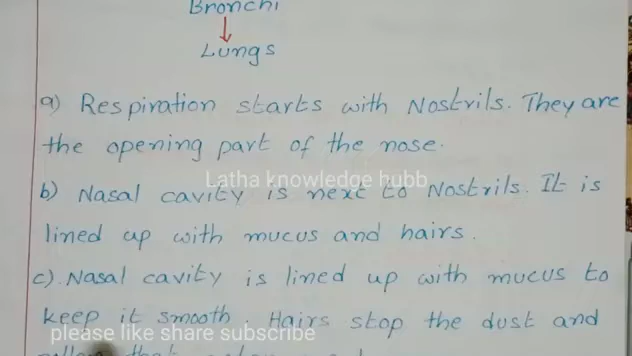 Bronchi
Lungs
a) Respiration starts with Nostrils. They are
the opening part of the nose.
Latha knowledge hubb
b) Nasal cavity is next to Nostrils. It is
lined up with mucus and hairs.
c). Nasal cavity is lined up with mucus to
keep it smooth. Hairs stop the dust and
please like share subscribe